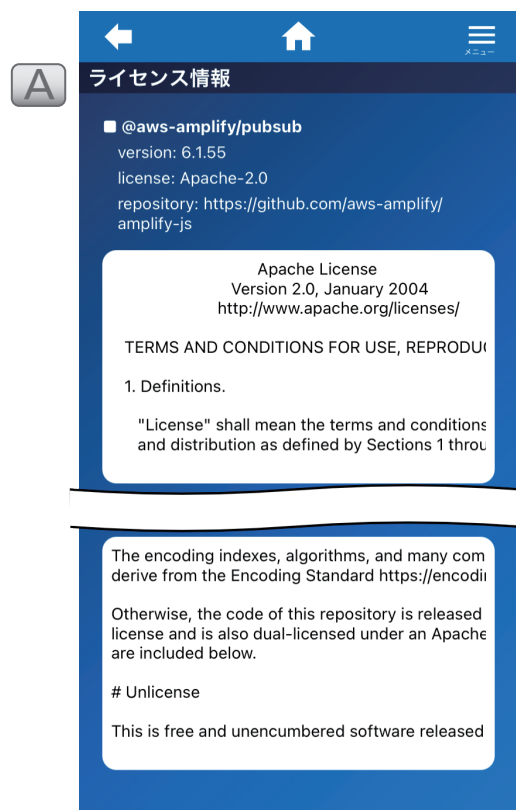 メニュー
A
ライセンス情報
@aws-amplify/pubsub
version: 6.1.55
license: Apache-2.0
repository: https://github.com/aws-amplify/
amplify-js
Apache License
Version 2.0, January 2004
http://www.apache.org/licenses/
TERMS AND CONDITIONS FOR USE, REPRODU
1. Definitions.
"License" shall mean the terms and conditions
and distribution as defined by Sections 1 throu
The encoding indexes, algorithms, and many com
derive from the Encoding Standard https://encodi
Otherwise, the code of this repository is released
license and is also dual-licensed under an Apache
are included below.
# Unlicense
This is free and unencumbered software released